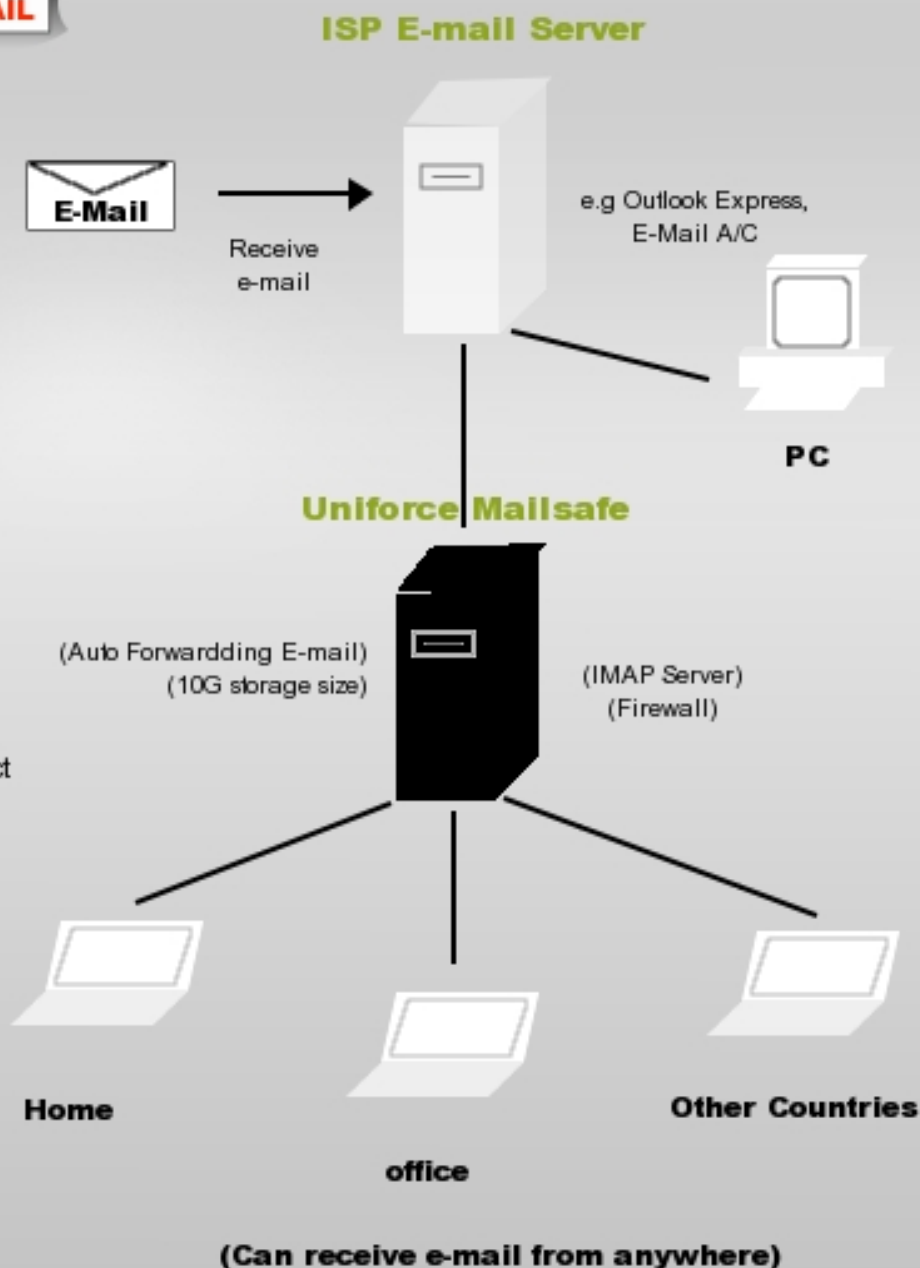 ISP E-mail Server
E-Mail
Receive
e-mail
e.g Outlook Express,
E-Mail A/C
PC
Uniforce Mailsafe
(Auto Forwardding E-mail)
(10G storage size)
(IMAP Server)
(Firewall)
Home
office
Other Countries
(Can receive e-mail from anywhere)